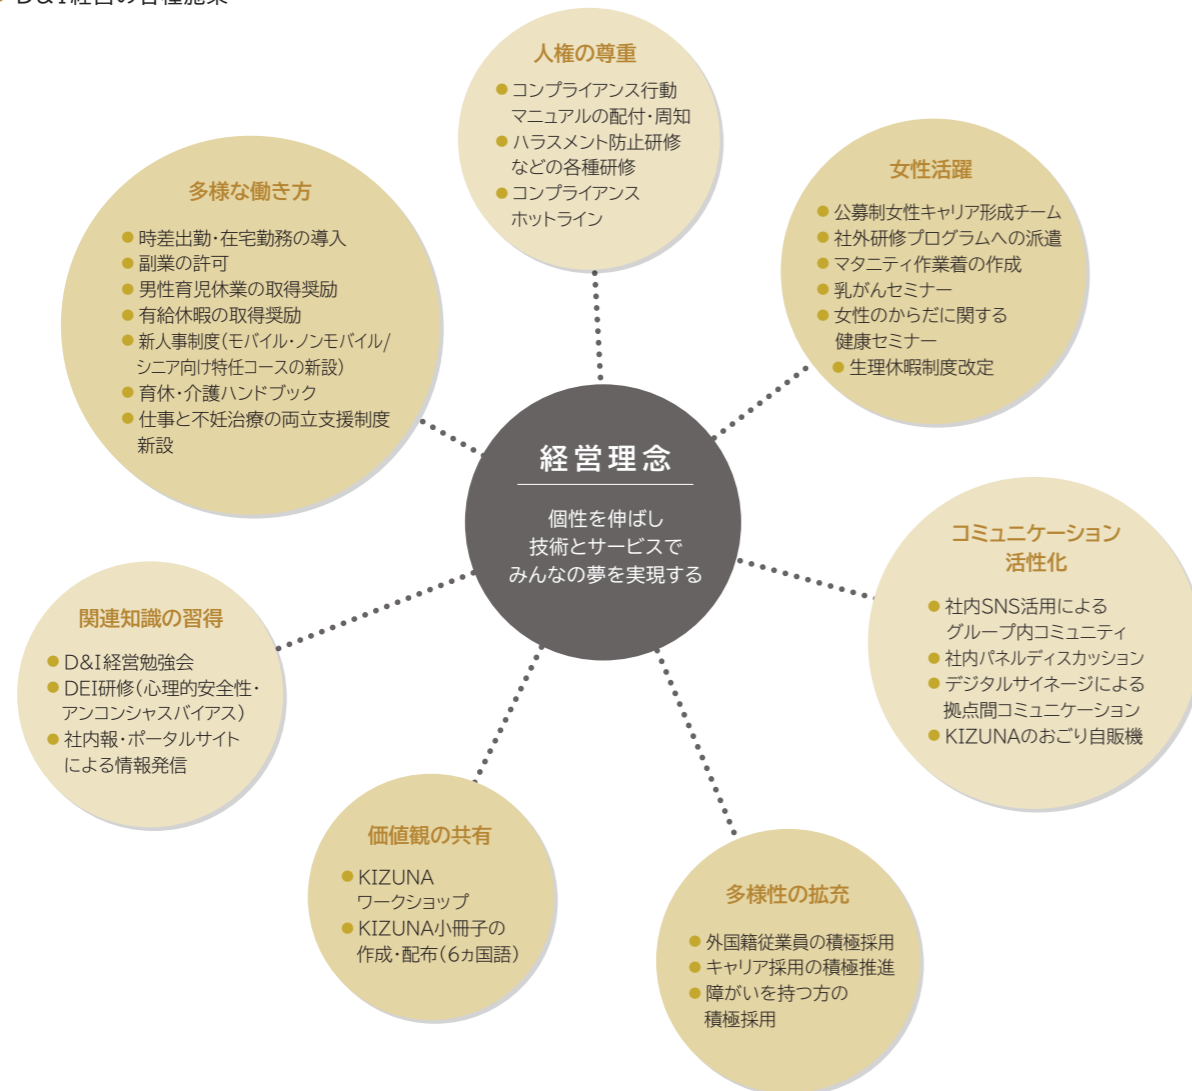 D&I経営の各種施策
人権の尊重
● コンプライアンス行動
マニュアルの配付・周知
● ハラスメント防止研修
などの各種研修
● コンプライアンス
ホットライン
女性活躍
● 公募制女性キャリア形成チーム
● 社外研修プログラムへの派遣
● マタニティ作業着の作成
● 乳がんセミナー
● 女性のからだに関する
健康セミナー
● 生理休暇制度改定
多様な働き方
● 時差出勤・在宅勤務の導入
● 副業の許可
● 男性育児休業の取得奨励
● 有給休暇の取得奨励
● 新人事制度(モバイル・ノンモバイル/
シニア向け特任コースの新設)
● 育休・介護ハンドブック
● 仕事と不妊治療の両立支援制度
新設
経営理念
個性を伸ばし
技術とサービスで
みんなの夢を実現する
コミュニケーション
活性化
● 社内SNS活用による
グループ内コミュニティ
● 社内パネルディスカッション
● デジタルサイネージによる
拠点間コミュニケーション
● KIZUNAのおごり自販機
関連知識の習得
● D&I経営勉強会
● DEI研修(心理的安全性・
アンコンシャスバイアス)
● 社内報・ポータルサイト
による情報発信
価値観の共有
● KIZUNA
ワークショップ
● KIZUNA小冊子の
作成・配布(6ヵ国語)
多様性の拡充
● 外国籍従業員の積極採用
● キャリア採用の積極推進
● 障がいを持つ方の
積極採用